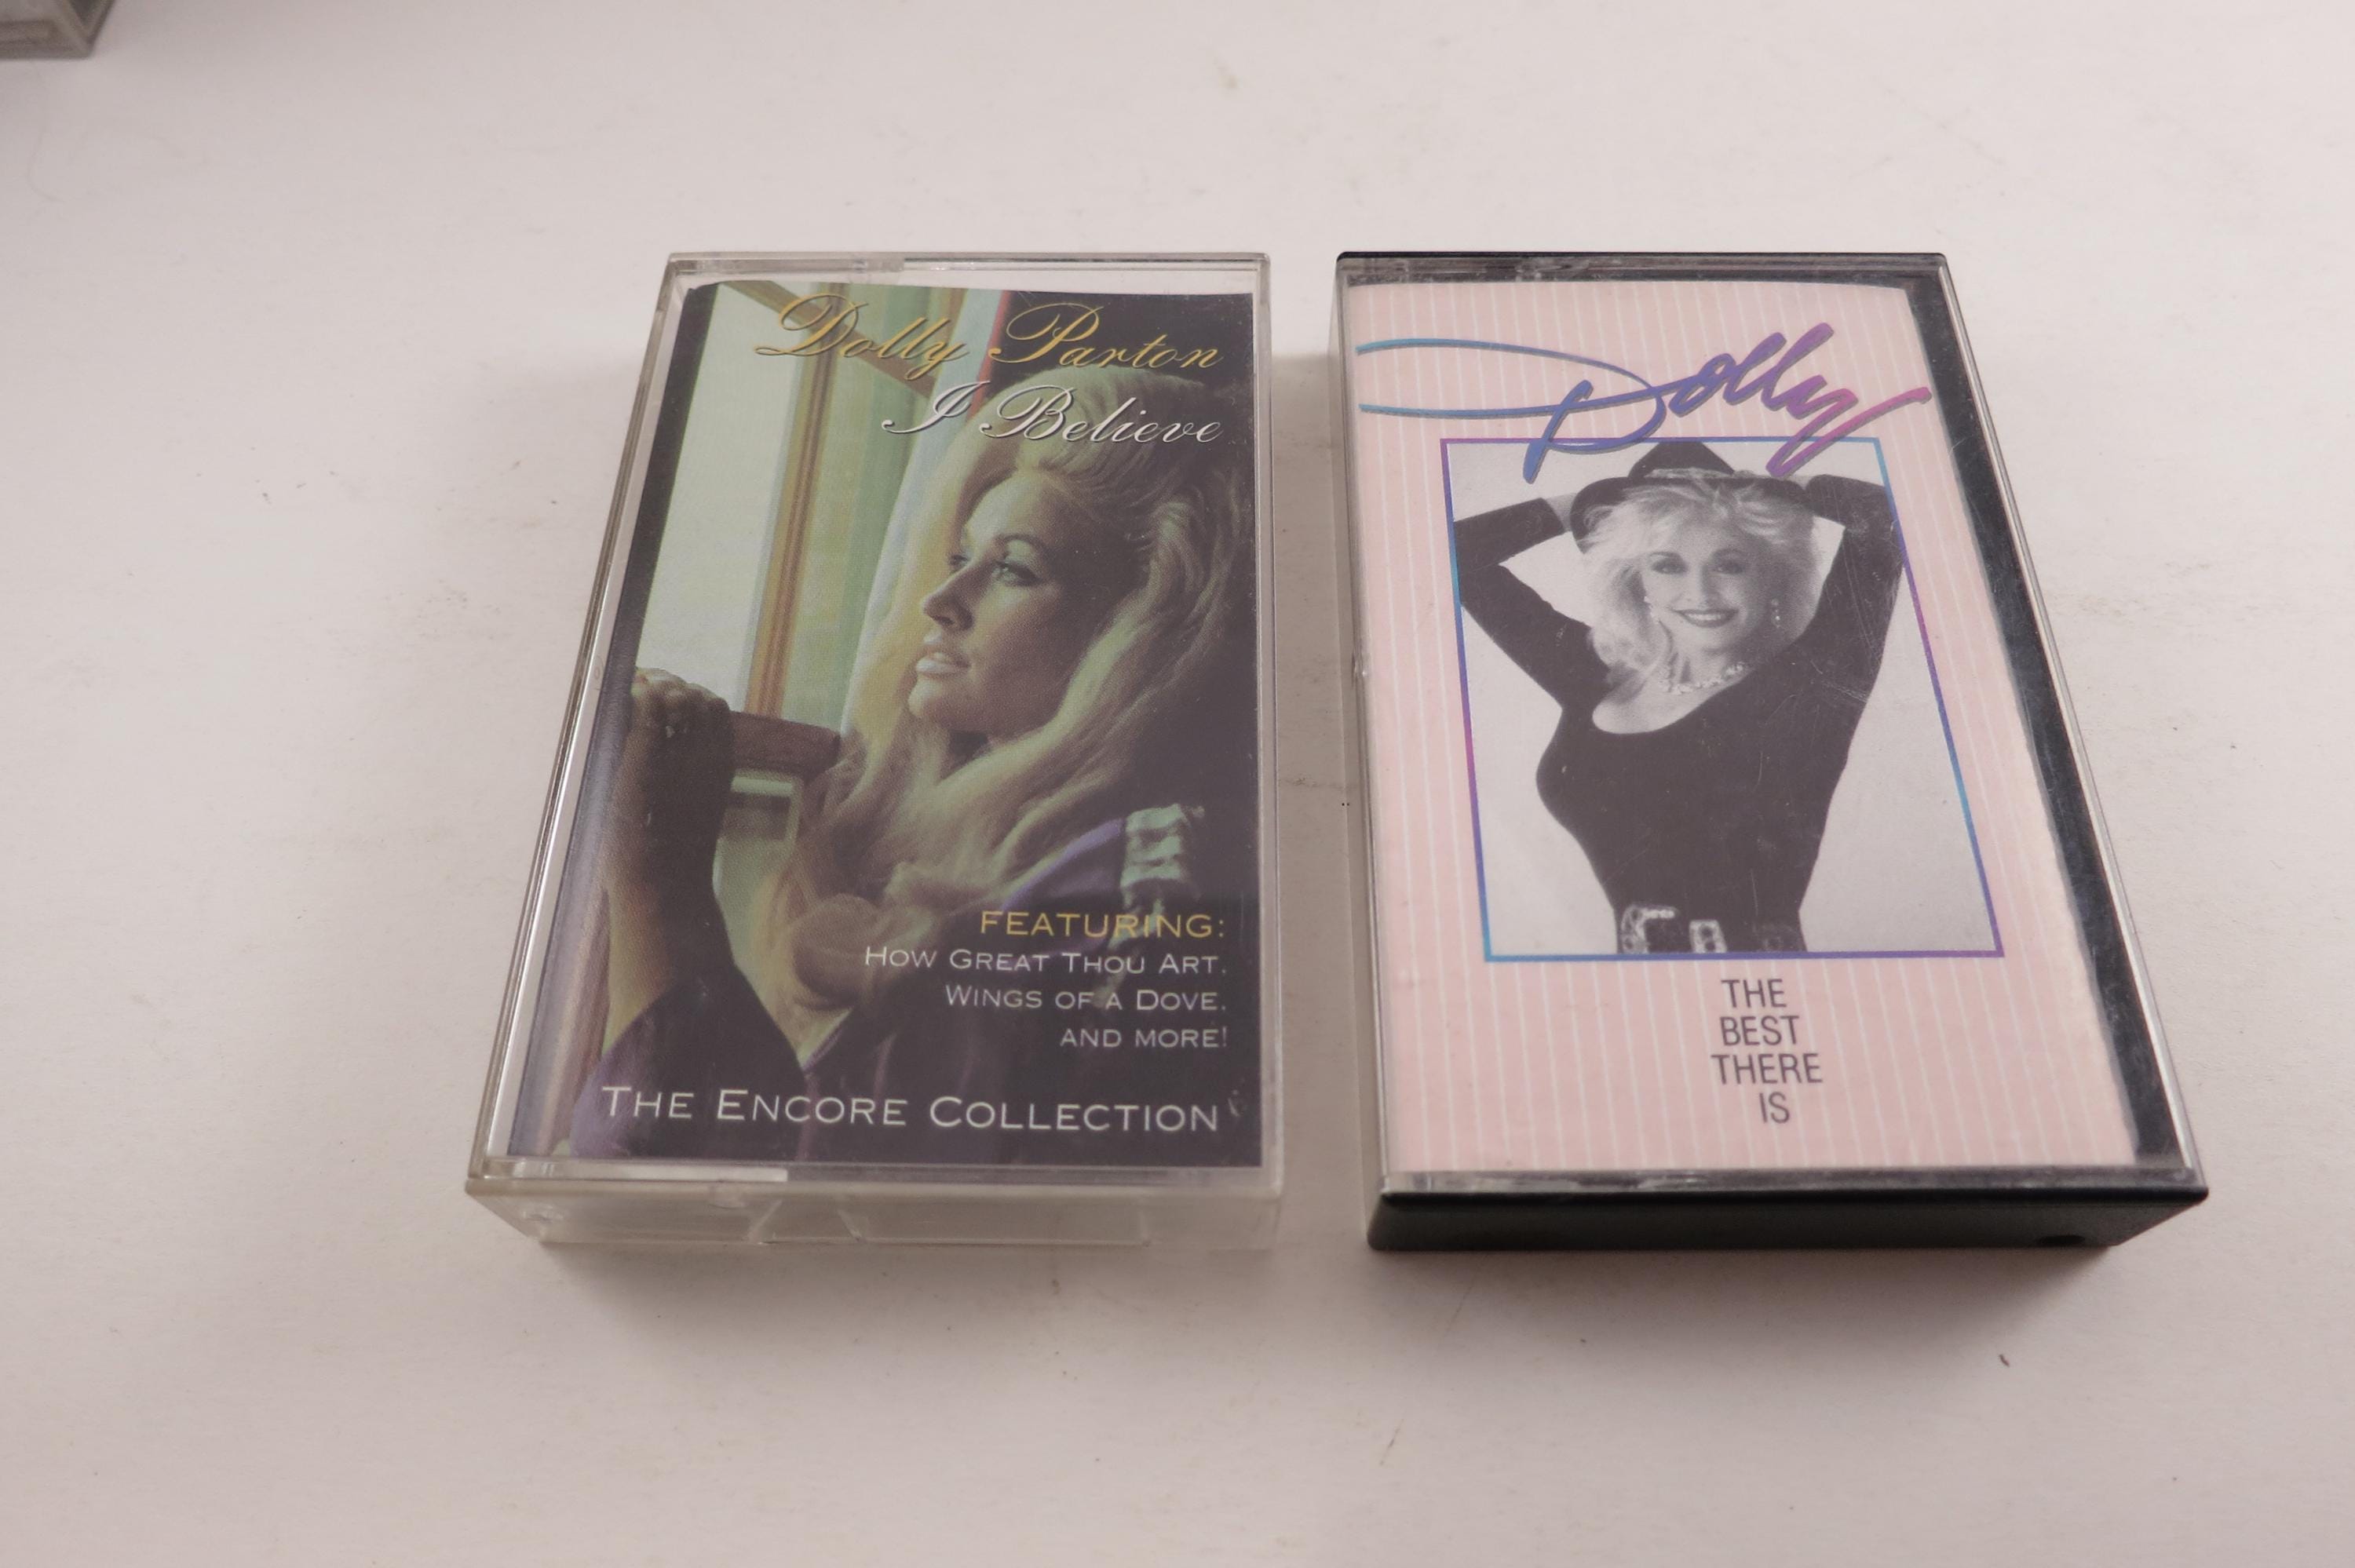 Dolly Parton
I Believe
FEATURING:
HOW GREAT THOU ART,
WINGS OF A DOVE,
AND MORE!
THE ENCORE COLLECTION
Dolly
THE
BEST
THERE
IS